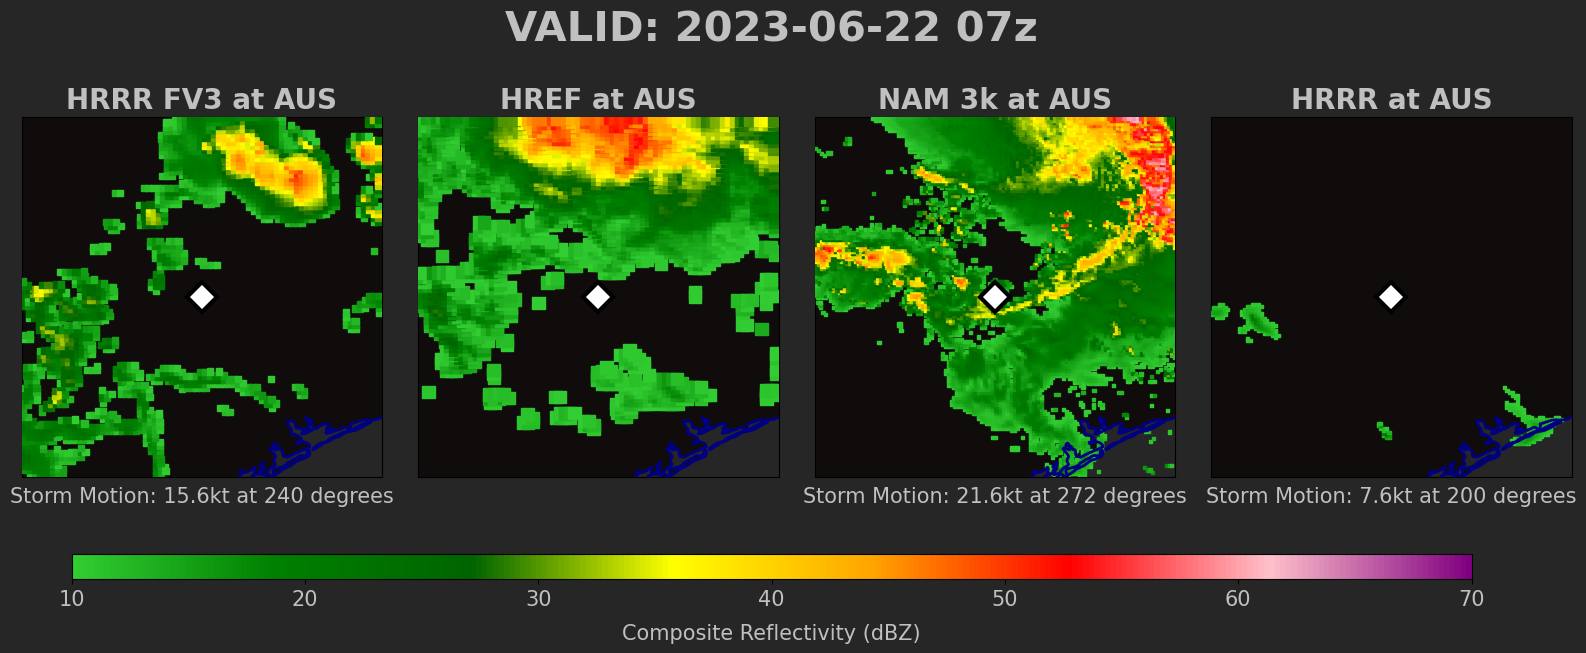 VALID: 2023-06-22 07z
HRRR FV3 at AUS
HREF at AUS
NAM 3k at AUS
HRRR at AUS
Storm Motion: 15.6kt at 240 degrees
Storm Motion: 21.6kt at 272 degrees
Storm Motion: 7.6kt at 200 degrees
10 20 30 40 50 60 70
Composite Reflectivity (dBZ)